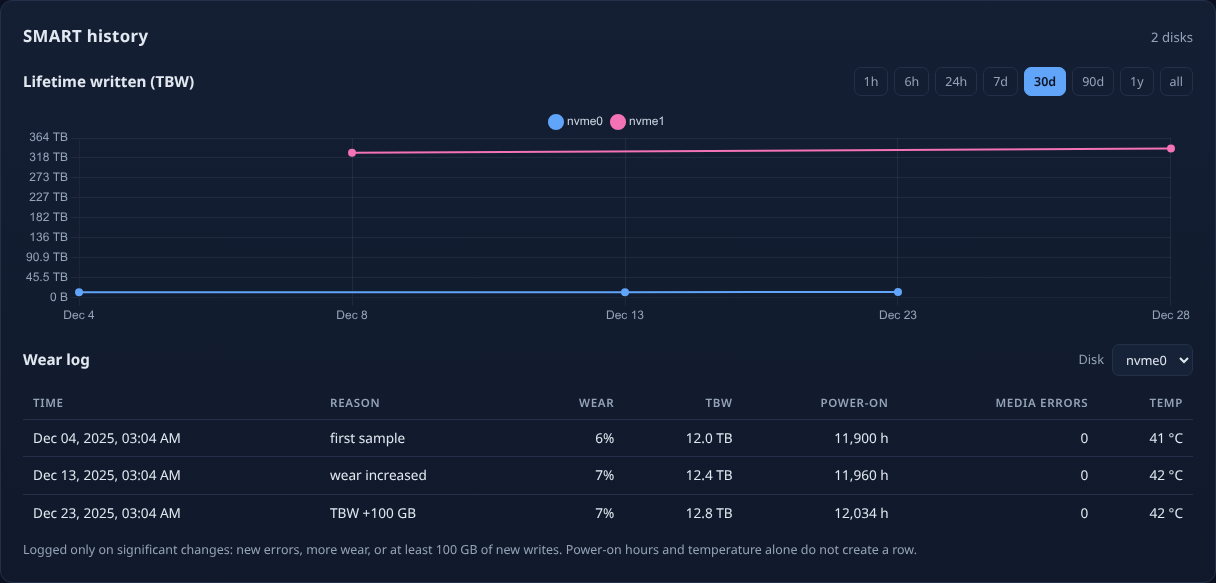 SMART history
2 disks
Lifetime written (TBW)
1h 6h 24h 7d 30d 90d 1y all
nvme0 nvme1
364 TB
318 TB
273 TB
227 TB
182 TB
136 TB
90.9 TB
45.5 TB
0 B
Dec 4 Dec 8 Dec 13 Dec 23 Dec 28
Wear log
Disk nvme0
TIME REASON WEAR TBW POWER-ON MEDIA ERRORS TEMP
Dec 04, 2025, 03:04 AM first sample 6% 12.0 TB 11,900 h 0 41 °C
Dec 13, 2025, 03:04 AM wear increased 7% 12.4 TB 11,960 h 0 42 °C
Dec 23, 2025, 03:04 AM TBW +100 GB 7% 12.8 TB 12,034 h 0 42 °C
Logged only on significant changes: new errors, more wear, or at least 100 GB of new writes. Power-on hours and temperature alone do not create a row.